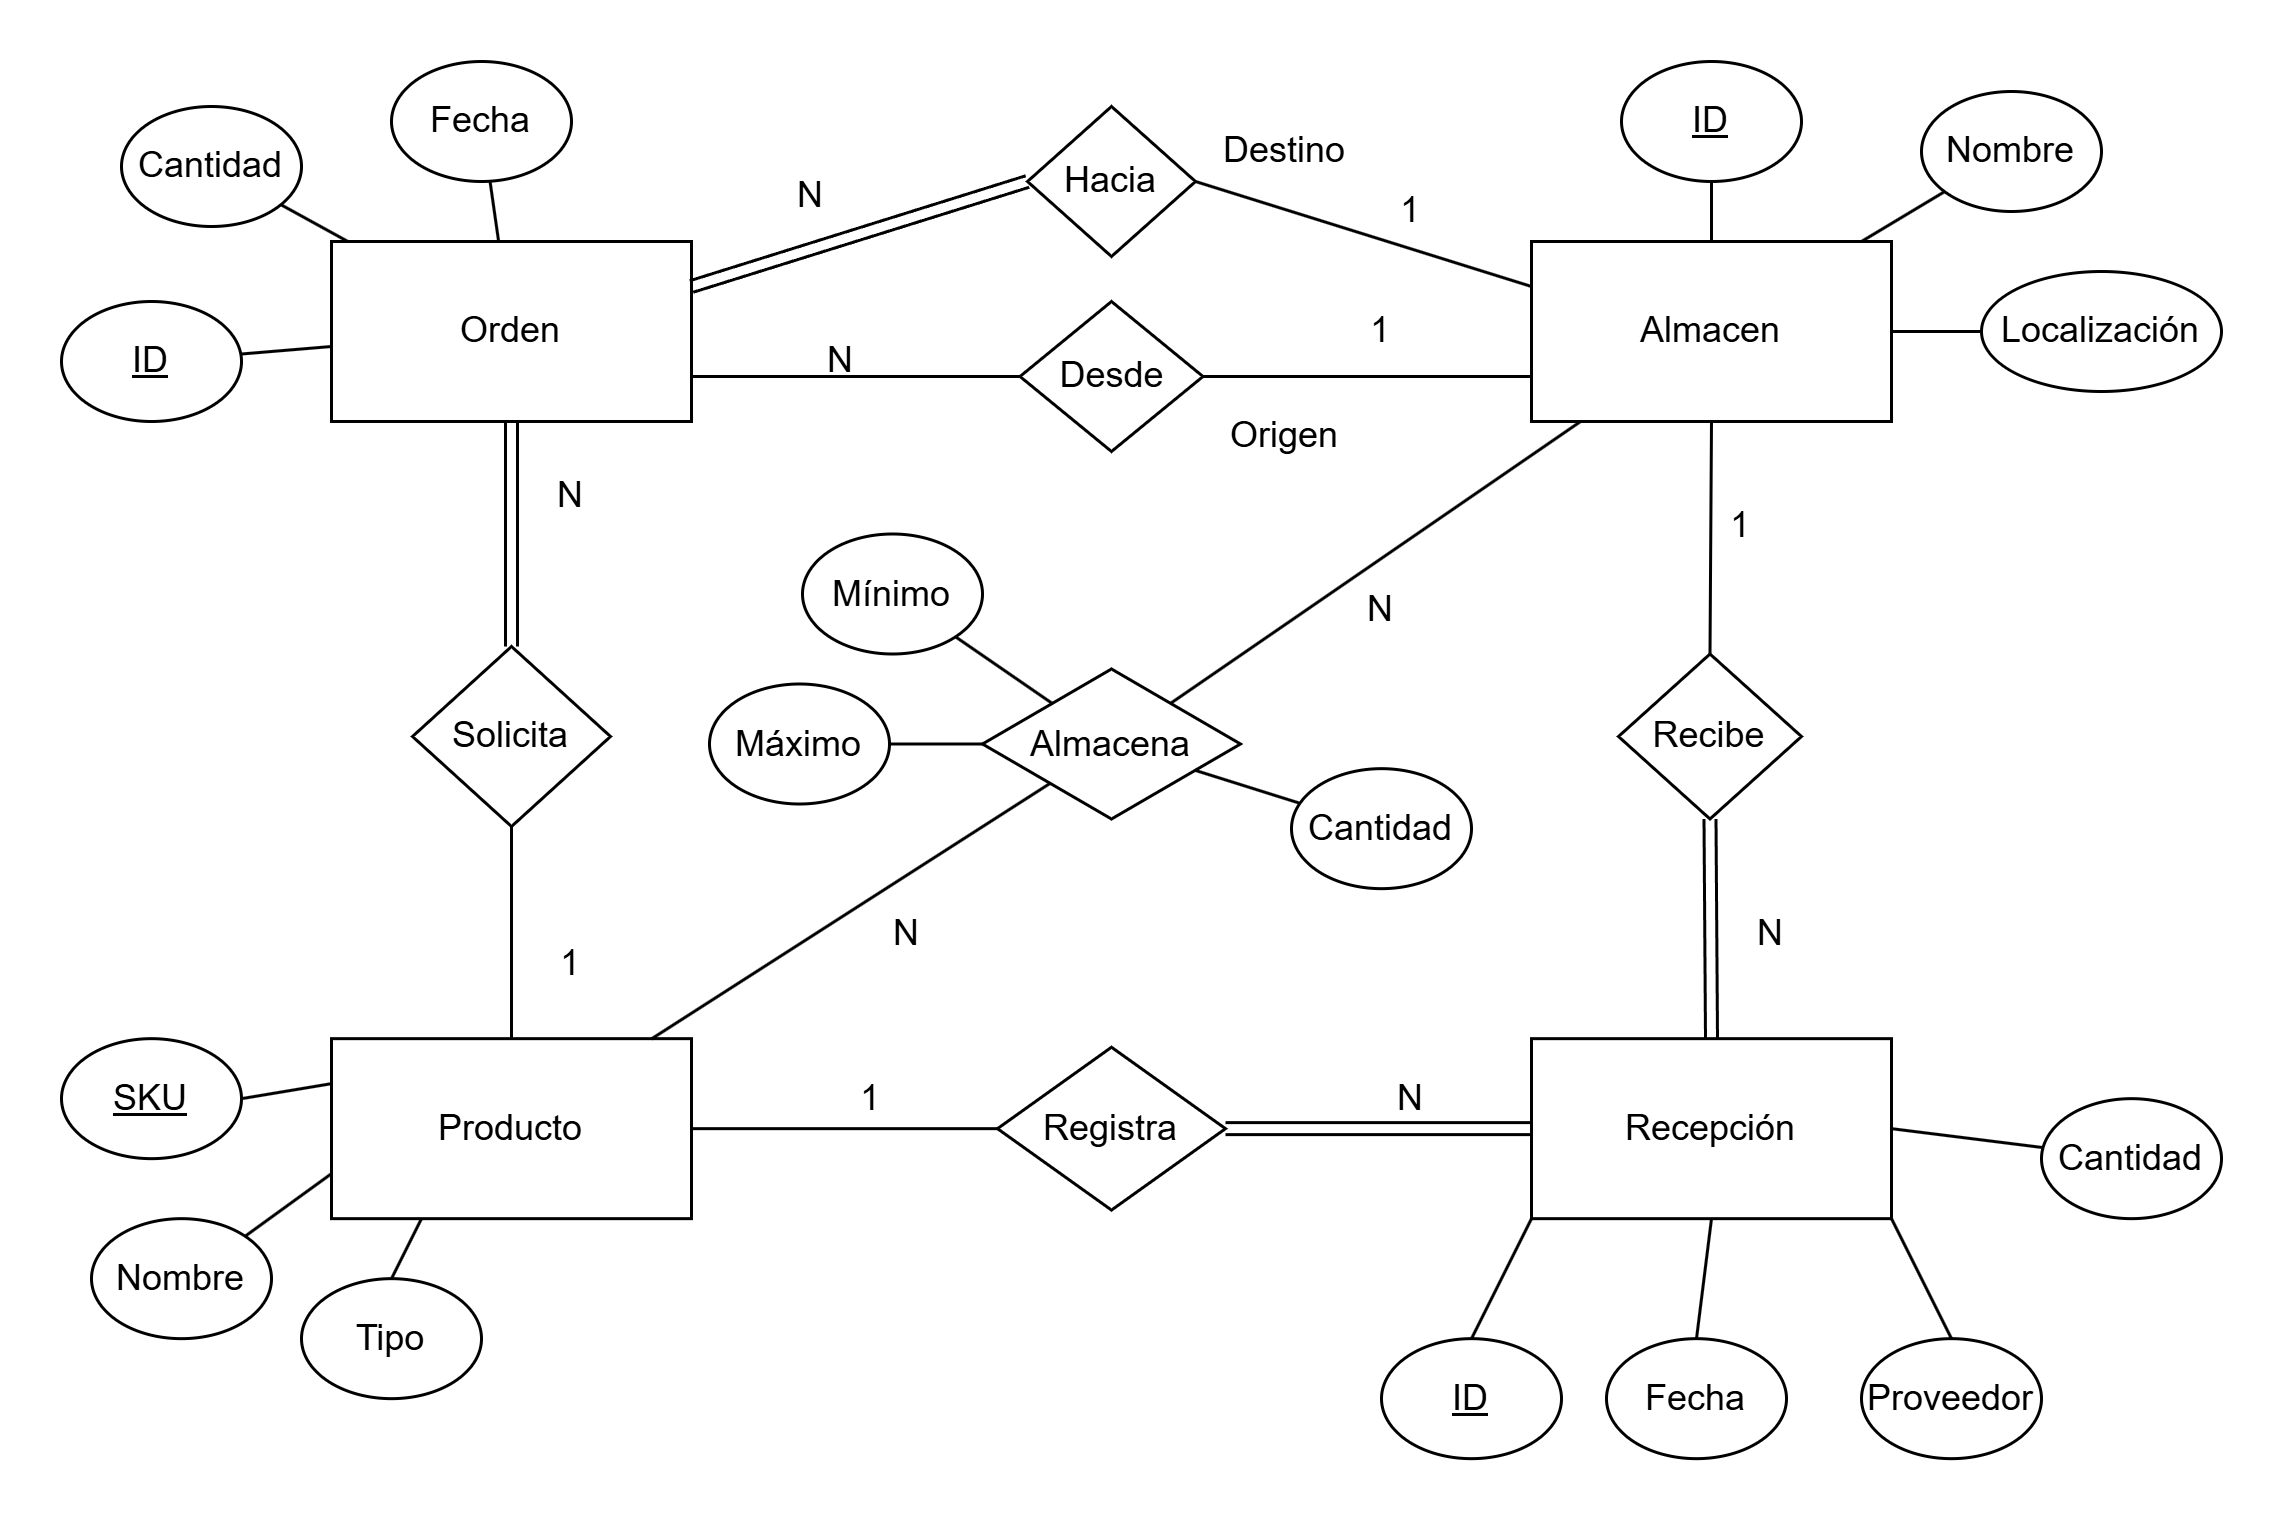 Fecha
ID
Cantidad
Hacia
Destino
Nombre
N
1
Orden
Almacen
Localización
ID
N
Desde
1
Origen
N
1
Mínimo
N
Solicita
Máximo
Almacena
Recibe
Cantidad
N
N
1
SKU
Producto
1
Registra
N
Recepción
Cantidad
Nombre
Tipo
ID
Fecha
Proveedor